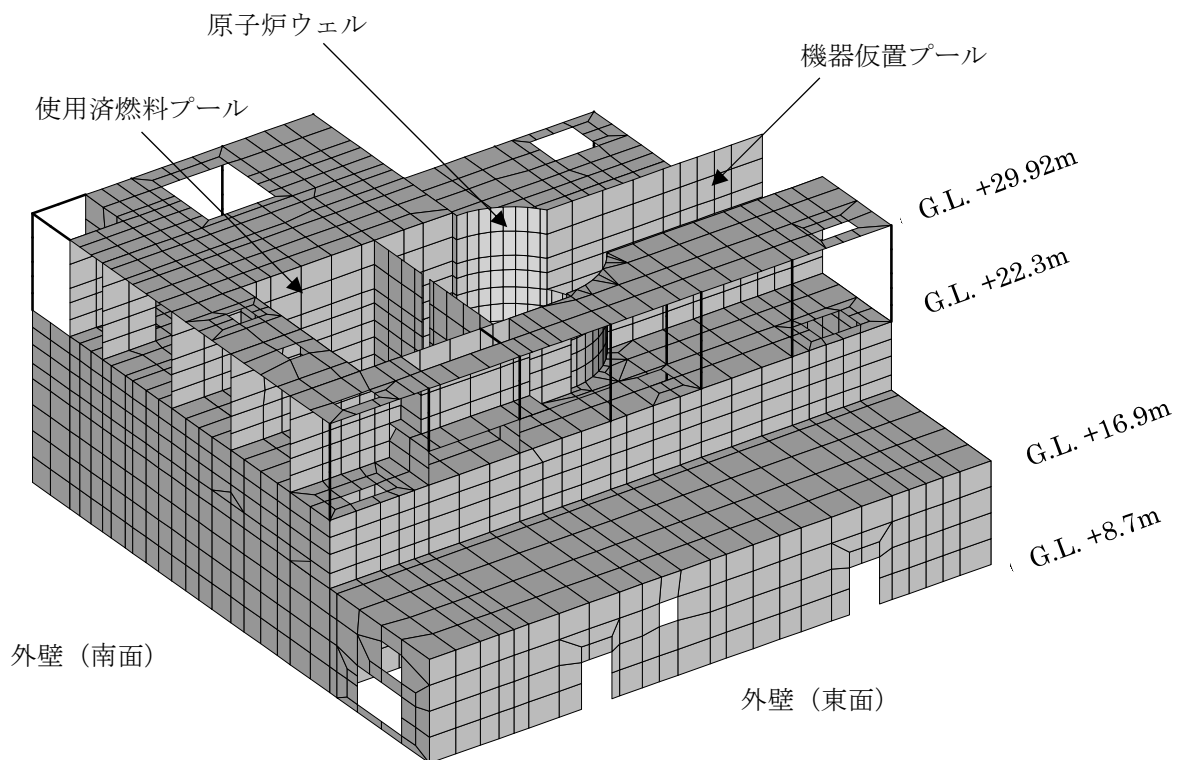 原子炉ウェル
機器仮置プール
使用済燃料プール
G.L. +29.92m
G.L. +22.3m
G.L. +16.9m
G.L. +8.7m
外壁（南面）
外壁（東面）